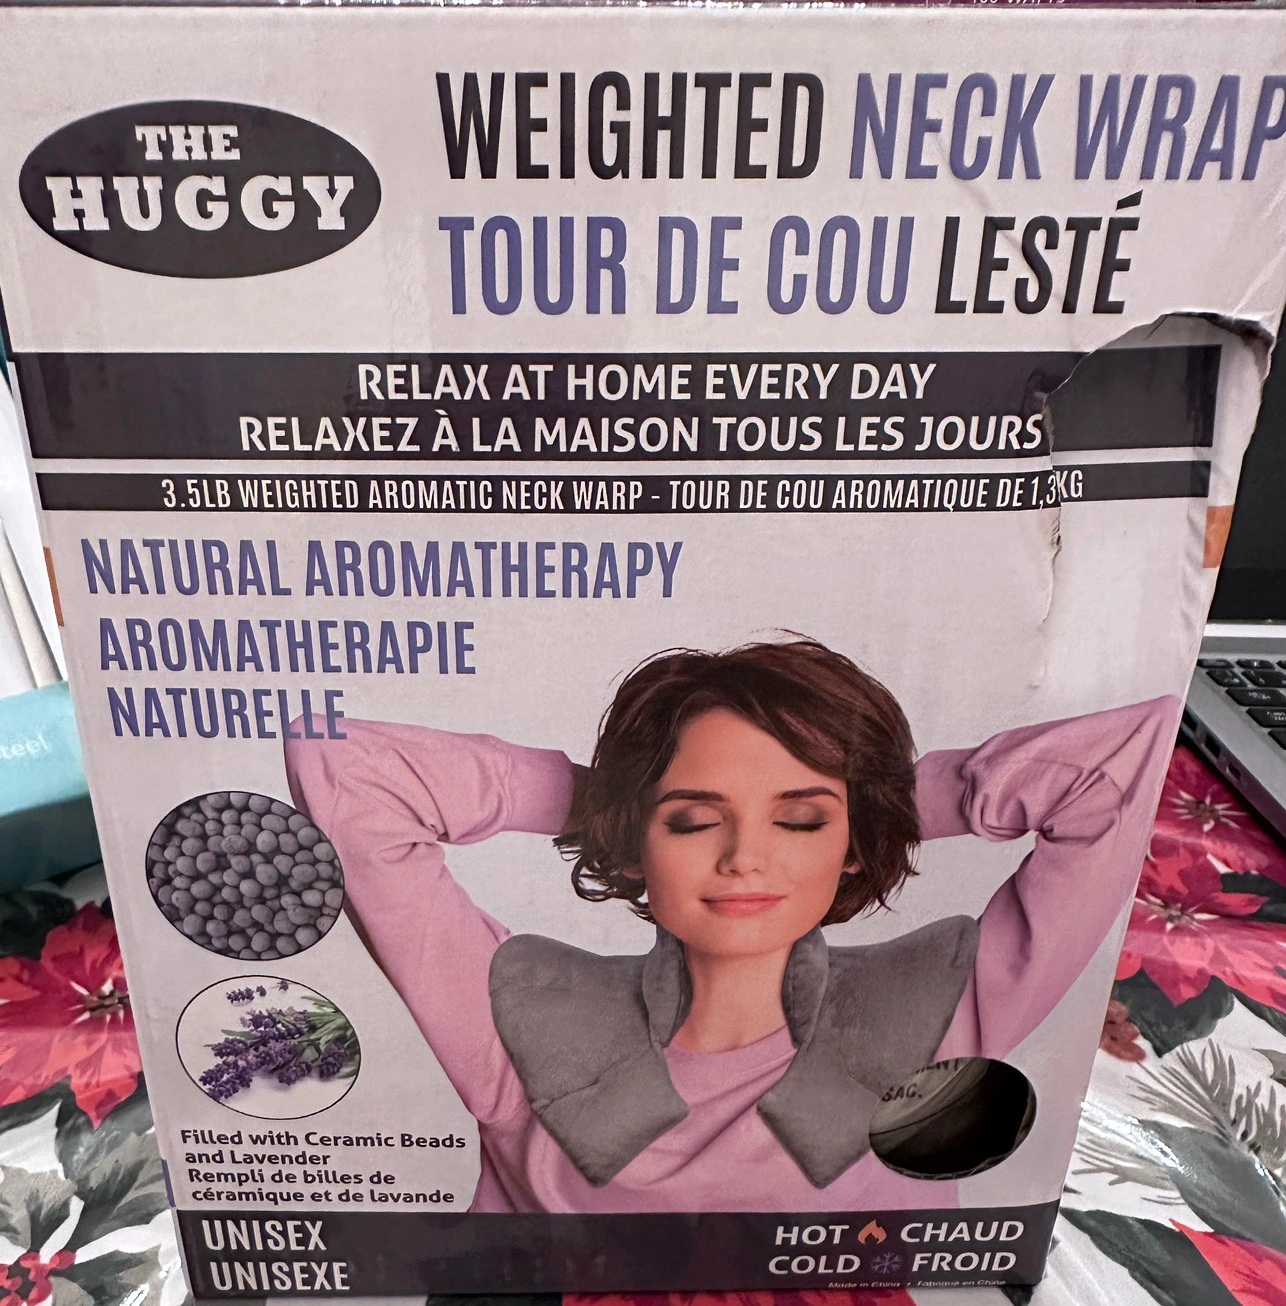 THE
HUGGY
WEIGHTED NECK WRAP
TOUR DE COU LESTÉ
RELAX AT HOME EVERY DAY
RELAXEZ À LA MAISON TOUS LES JOURS
3.5LB WEIGHTED AROMATIC NECK WARP - TOUR DE COU AROMATIQUE DE 1,3KG
NATURAL AROMATHERAPY
AROMATHERAPIE
NATURELLE
teel
SAC.
Filled with Ceramic Beads
and Lavender
Rempli de billes de
céramique et de lavande
UNISEX
UNISEXE
HOT CHAUD
COLD FROID
Made in China • Fabriqué en Chine